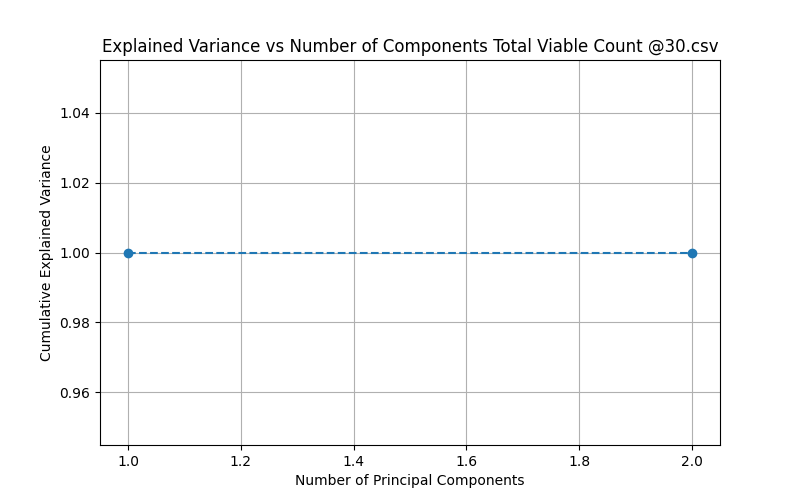 Explained Variance vs Number of Components Total Viable Count @30.csv
Cumulative Explained Variance
1.04
1.02
1.00
0.98
0.96
1.0 1.2 1.4 1.6 1.8 2.0
Number of Principal Components